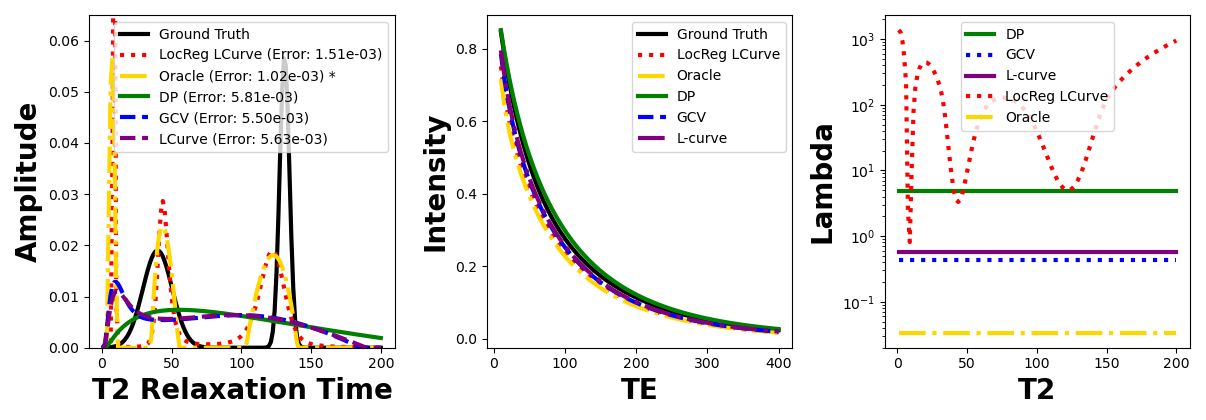 Amplitude
0.00
0.01
0.02
0.03
0.04
0.05
0.06
0
50
100
150
200
T2 Relaxation Time
Ground Truth
LocReg LCurve (Error: 1.51e-03)
Oracle (Error: 1.02e-03) *
DP (Error: 5.81e-03)
GCV (Error: 5.50e-03)
LCurve (Error: 5.63e-03)
Intensity
0.0
0.2
0.4
0.6
0.8
0
100
200
300
400
TE
Ground Truth
LocReg LCurve
Oracle
DP
GCV
L-curve
Lambda
10³
10²
10¹
10⁰
10⁻¹
0
50
100
150
200
T2
DP
GCV
L-curve
LocReg LCurve
Oracle